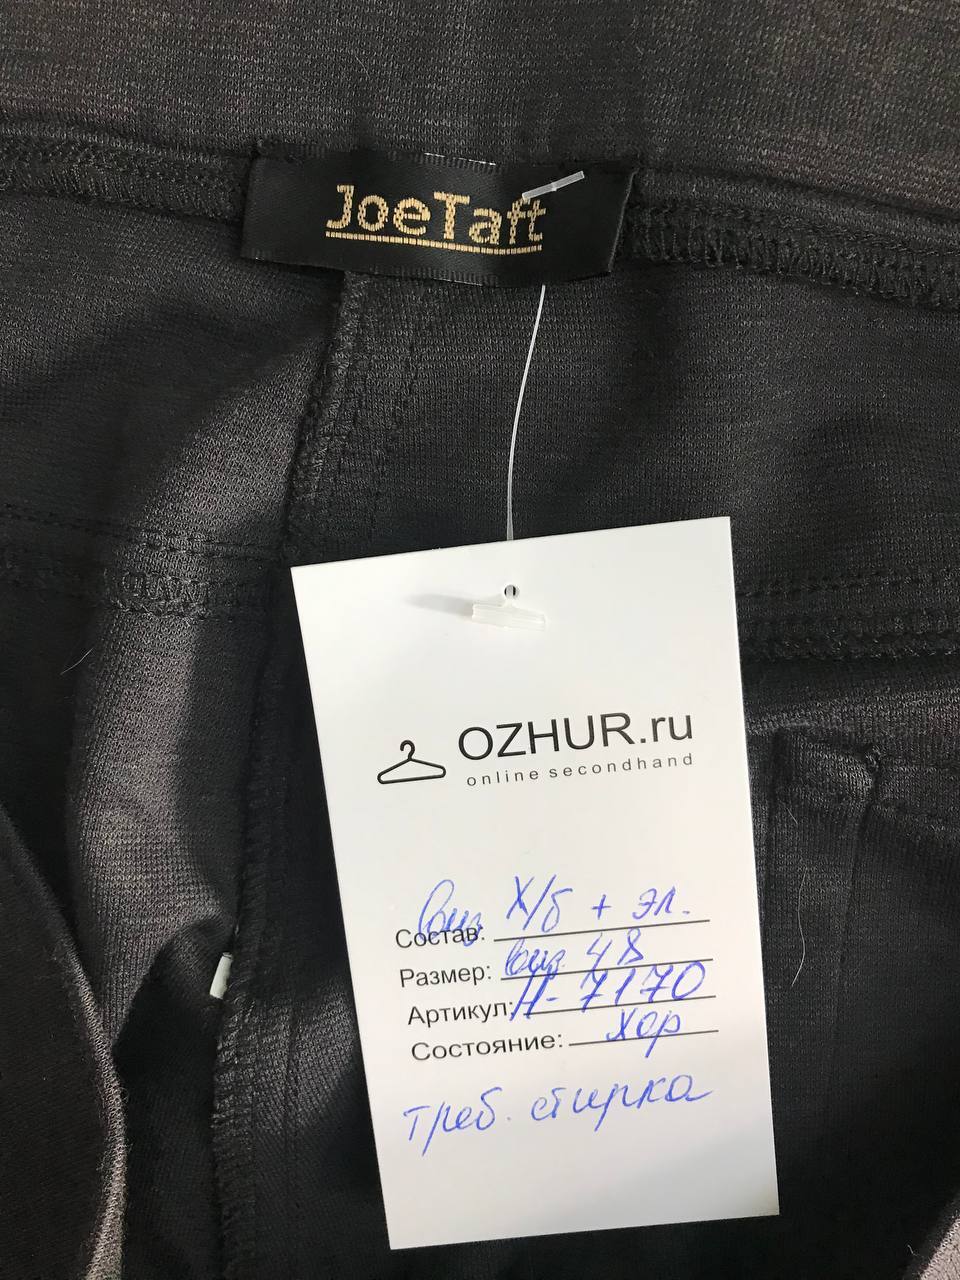 JoeTaft
OZHUR.ru
online secondhand
Состав: виз х/б + эл.
Размер: виз. 48
Артикул: Н-7170
Состояние: хор
треб. стирка